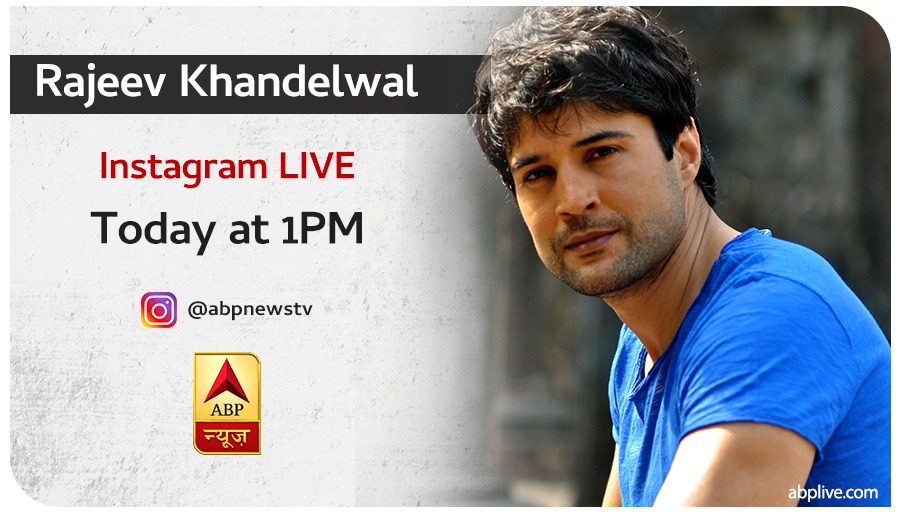 Rajeev Khandelwal
Instagram LIVE
Today at 1PM
@abpnewstv
ABP
न्यूज़
abplive.com